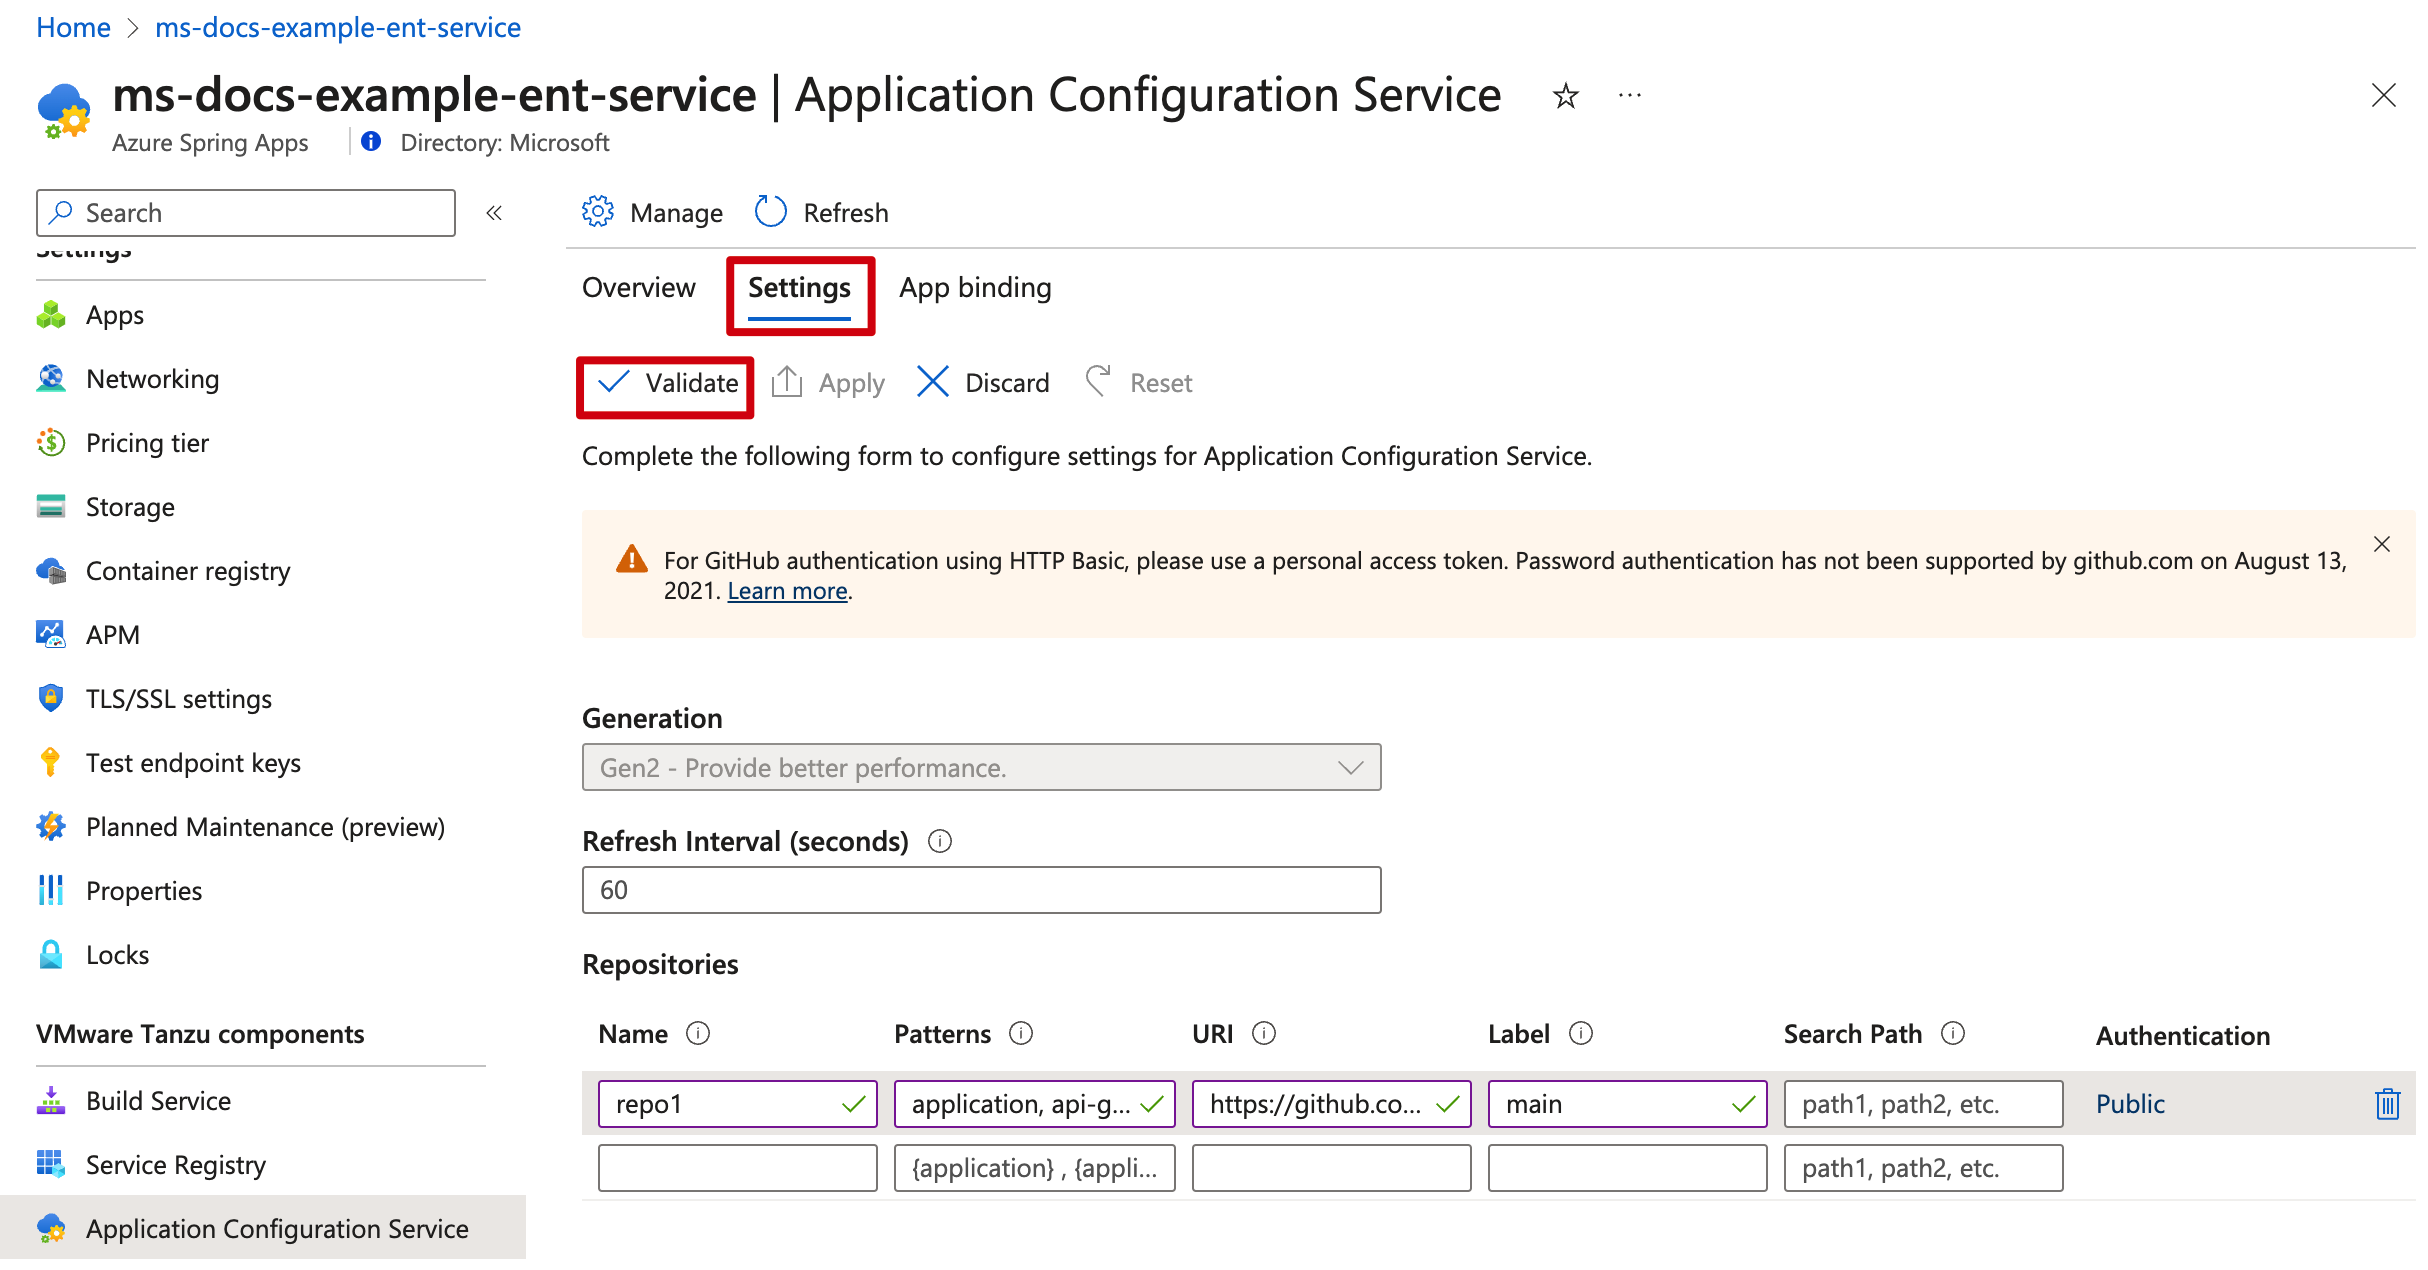 Home > ms-docs-example-ent-service
ms-docs-example-ent-service | Application Configuration Service ☆ ...
Azure Spring Apps
Directory: Microsoft
Search
«
Settings
Apps
Networking
Pricing tier
Storage
Container registry
APM
TLS/SSL settings
Test endpoint keys
Planned Maintenance (preview)
Properties
Locks
VMware Tanzu components
Build Service
Service Registry
Application Configuration Service
Manage Refresh
Overview Settings App binding
Validate Apply Discard Reset
Complete the following form to configure settings for Application Configuration Service.
For GitHub authentication using HTTP Basic, please use a personal access token. Password authentication has not been supported by github.com on August 13,
2021. Learn more.
Generation
Gen2 - Provide better performance.
Refresh Interval (seconds)
60
Repositories
Name Patterns URI Label Search Path Authentication
repo1 application, api-g... https://github.co... main path1, path2, etc. Public
{application} , {appli... path1, path2, etc.